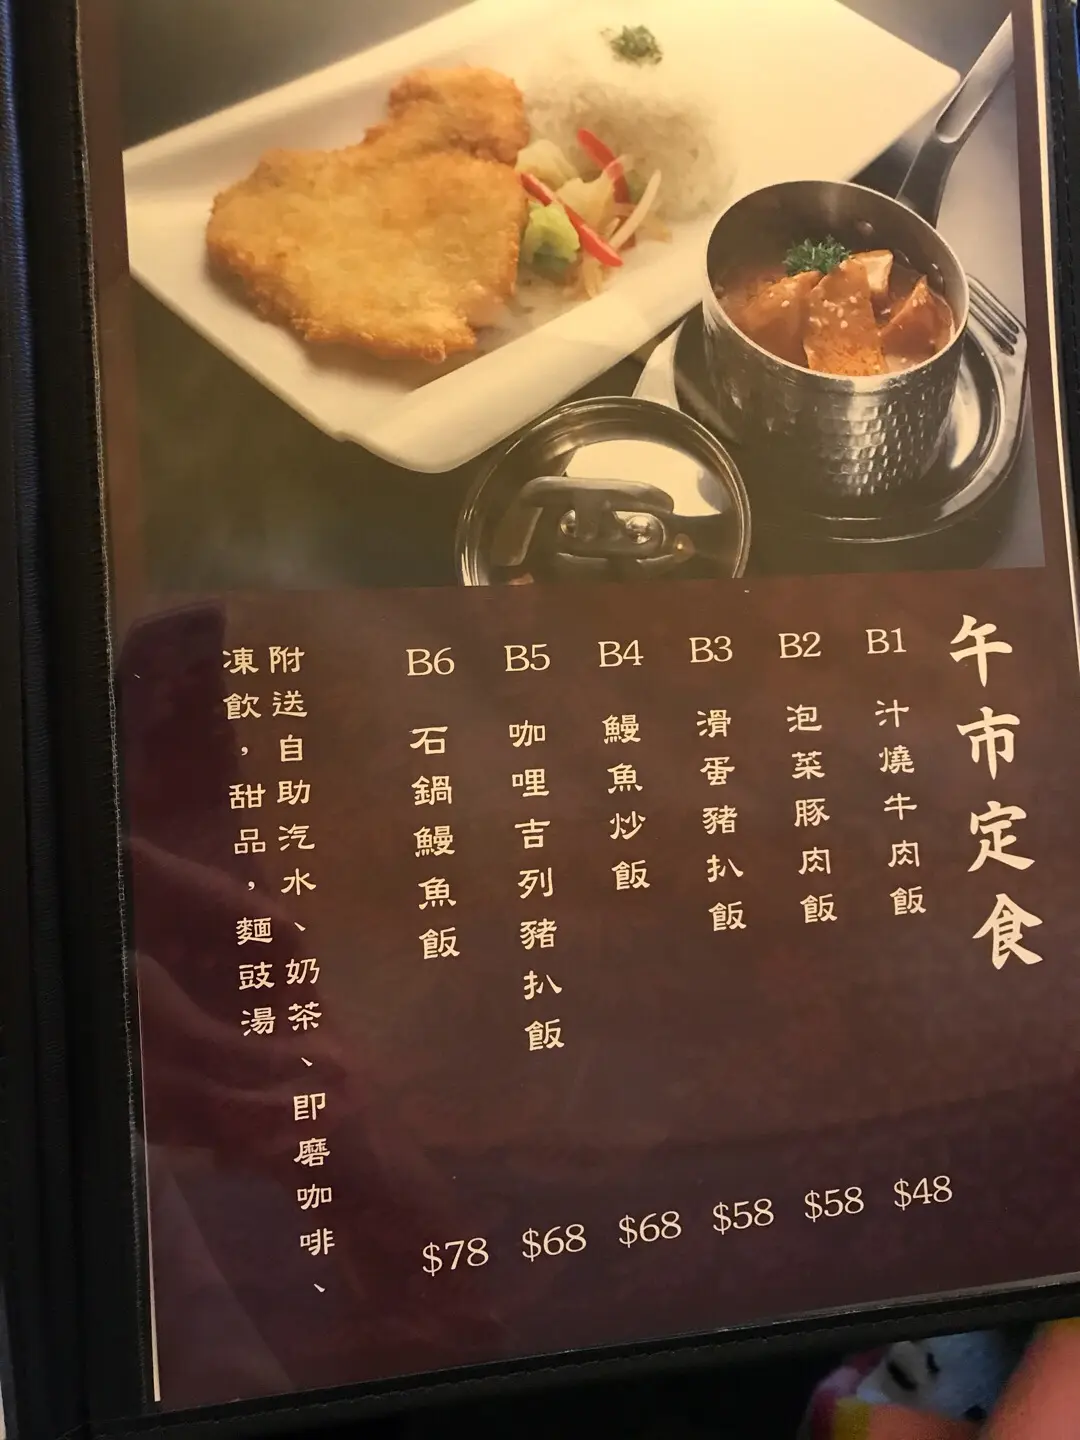 午市定食
B1 汁燒牛肉飯 $48
B2 泡菜豚肉飯 $58
B3 滑蛋豬扒飯 $58
B4 鰻魚炒飯 $68
B5 咖哩吉列豬扒飯 $68
B6 石鍋鰻魚飯 $78
附送自助汽水、奶茶、即磨咖啡、
凍飲，甜品，麵豉湯